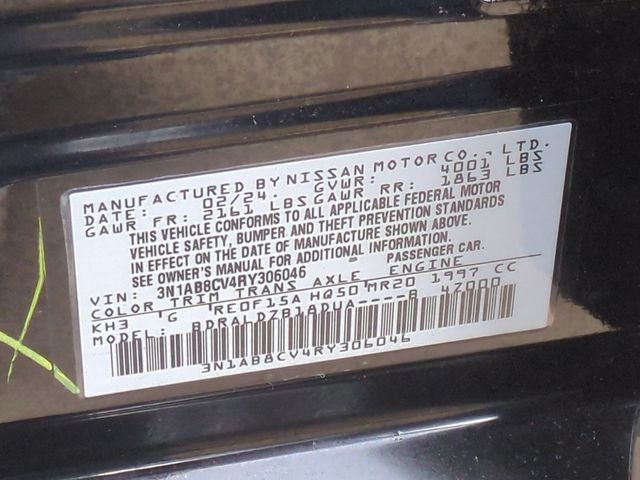 MANUFACTURED BY NISSAN MOTOR CO., LTD.
DATE: 02/24 GVWR: 4001 LBS
GAWR FR: 2161 LBS GAWR RR: 1863 LBS
THIS VEHICLE CONFORMS TO ALL APPLICABLE FEDERAL MOTOR
VEHICLE SAFETY, BUMPER AND THEFT PREVENTION STANDARDS
IN EFFECT ON THE DATE OF MANUFACTURE SHOWN ABOVE.
SEE OWNER'S MANUAL FOR ADDITIONAL INFORMATION.
VIN: 3N1AB8CV4RY306046 PASSENGER CAR.
COLOR TRIM TRANS AXLE ENGINE
KH3 G RE0F15A HQ50 MR20 1997 CC
MODEL: BDRALDZB18DUA----B 4Z000
3N1AB8CV4RY306046